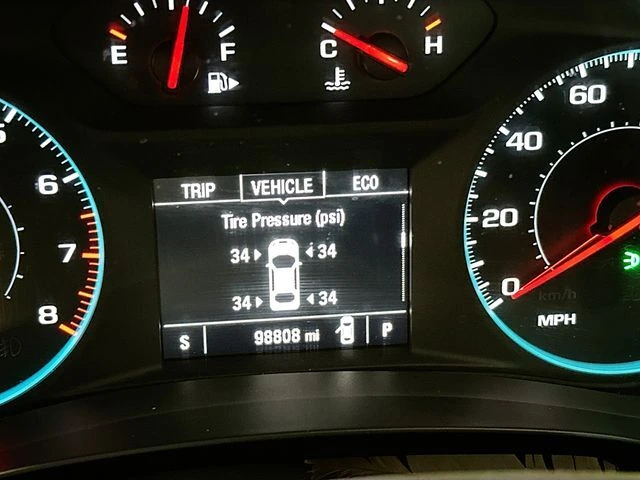 E F
C H
5
6
7
8
TRIP VEHICLE ECO
Tire Pressure (psi)
34 34
34 34
S 98808 mi P
60
40
20
0
km/h
MPH